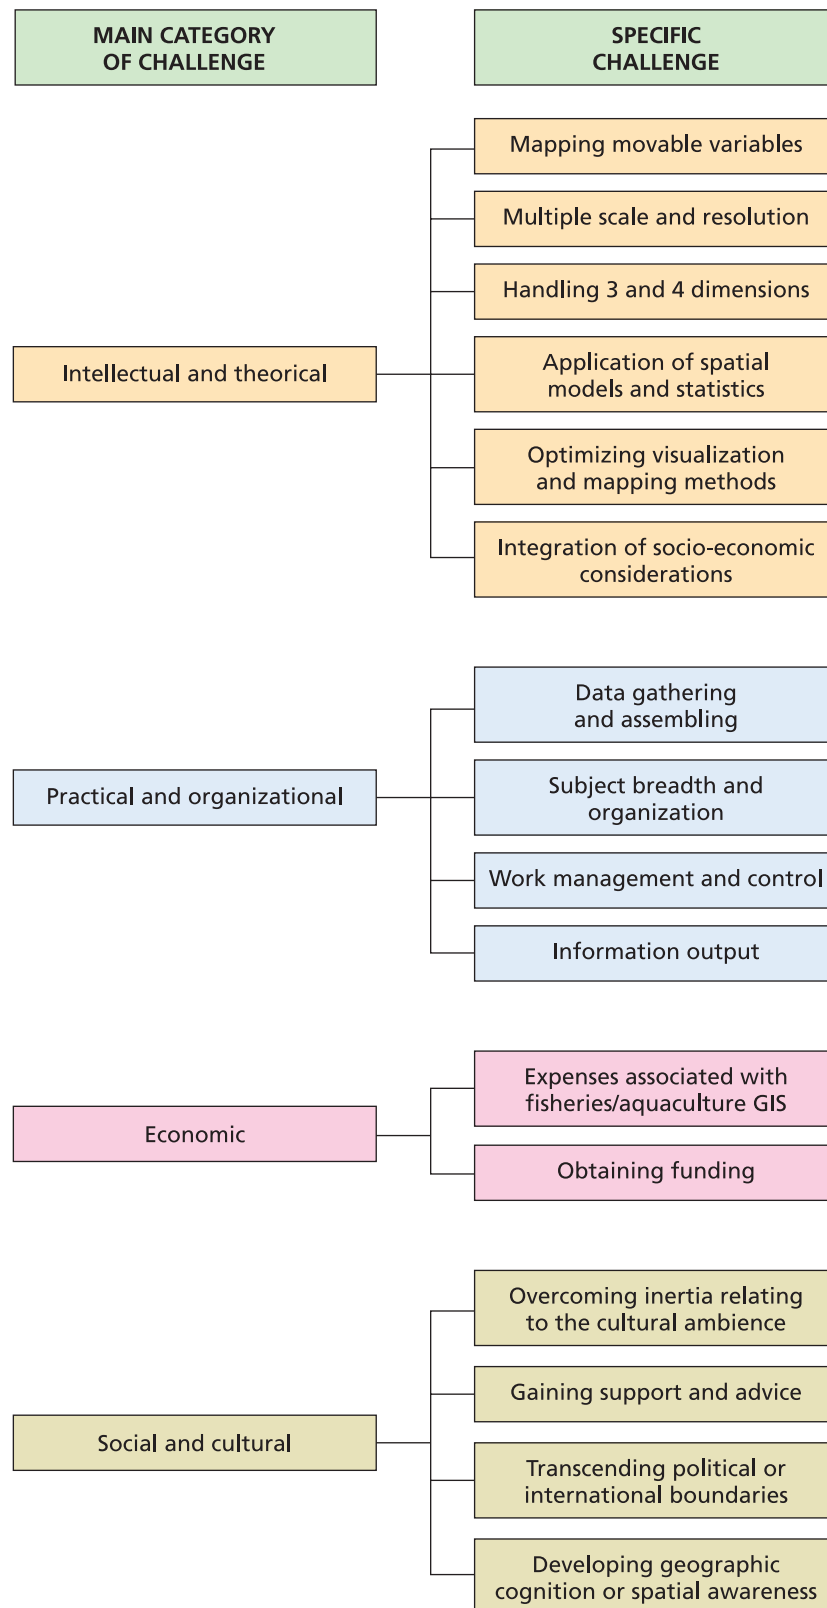 MAIN CATEGORY
OF CHALLENGE
SPECIFIC
CHALLENGE
Intellectual and theorical
Mapping movable variables
Multiple scale and resolution
Handling 3 and 4 dimensions
Application of spatial
models and statistics
Optimizing visualization
and mapping methods
Integration of socio-economic
considerations
Practical and organizational
Data gathering
and assembling
Subject breadth and
organization
Work management and control
Information output
Economic
Expenses associated with
fisheries/aquaculture GIS
Obtaining funding
Social and cultural
Overcoming inertia relating
to the cultural ambience
Gaining support and advice
Transcending political or
international boundaries
Developing geographic
cognition or spatial awareness